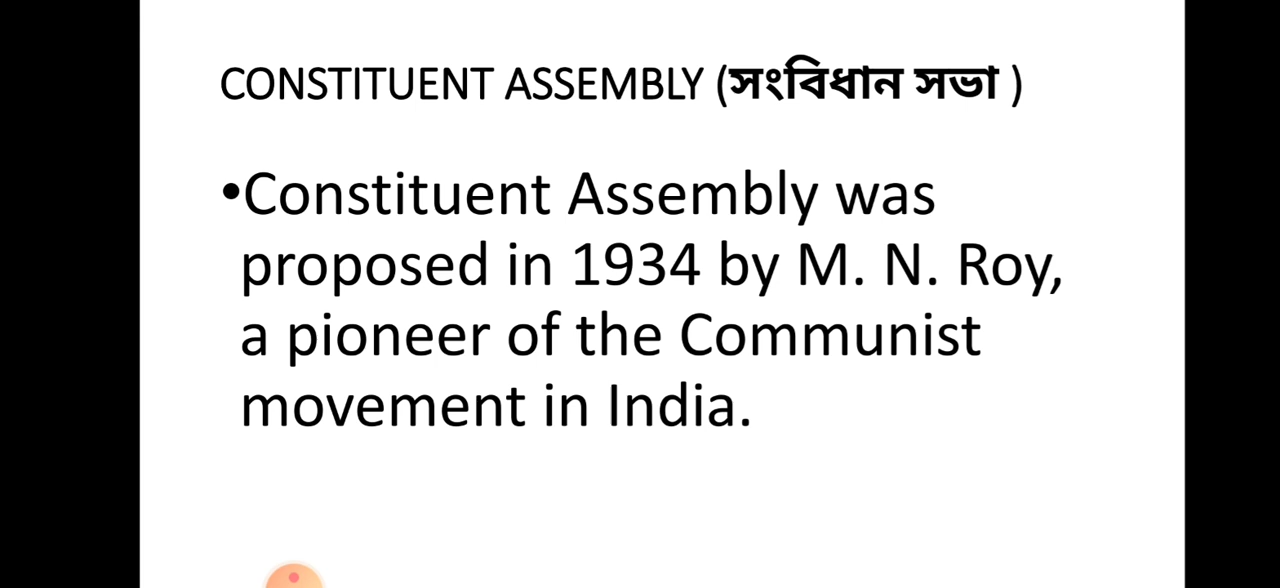 CONSTITUENT ASSEMBLY (সংবিধান সভা )
•Constituent Assembly was
proposed in 1934 by M. N. Roy,
a pioneer of the Communist
movement in India.